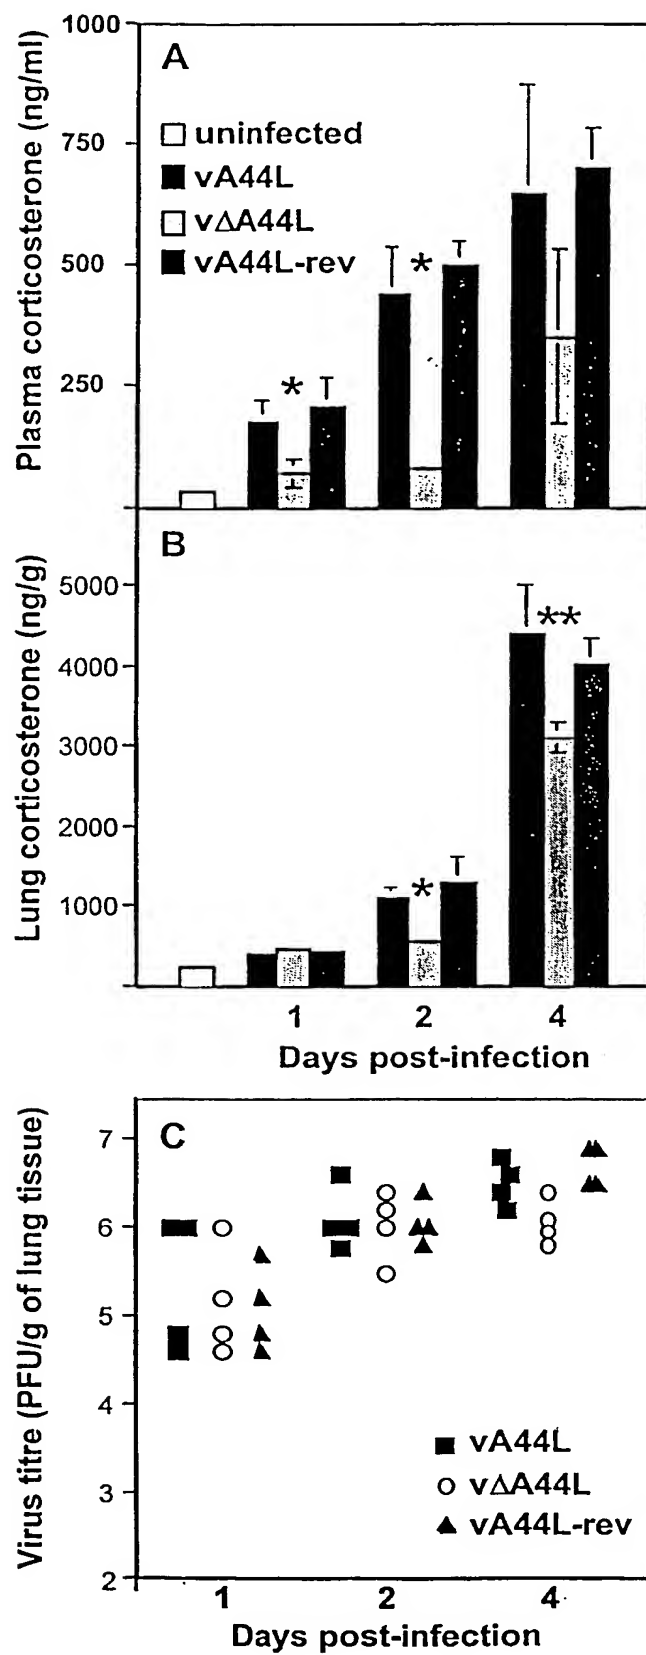 1000
A
uninfected
750
vA44L
vΔA44L
vA44L-rev
500
*
250
*
Plasma corticosterone (ng/ml)
B
5000
**
4000
3000
2000
*
1000
Lung corticosterone (ng/g)
1 2 4
Days post-infection
C
7
6
5
4
3
2
Virus titre (PFU/g of lung tissue)
vA44L
vΔA44L
vA44L-rev
1 2 4
Days post-infection